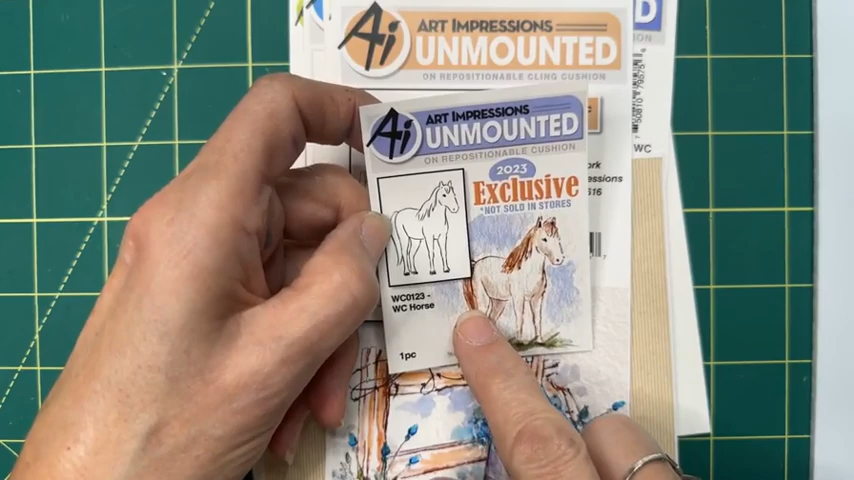 Ai ART IMPRESSIONS
UNMOUNTED
ON REPOSITIONABLE CLING CUSHION
Ai ART IMPRESSIONS
UNMOUNTED
ON REPOSITIONABLE CUSHION
2023
Exclusive
*NOT SOLD IN STORES
WC0123 -
WC Horse
1pc
WC